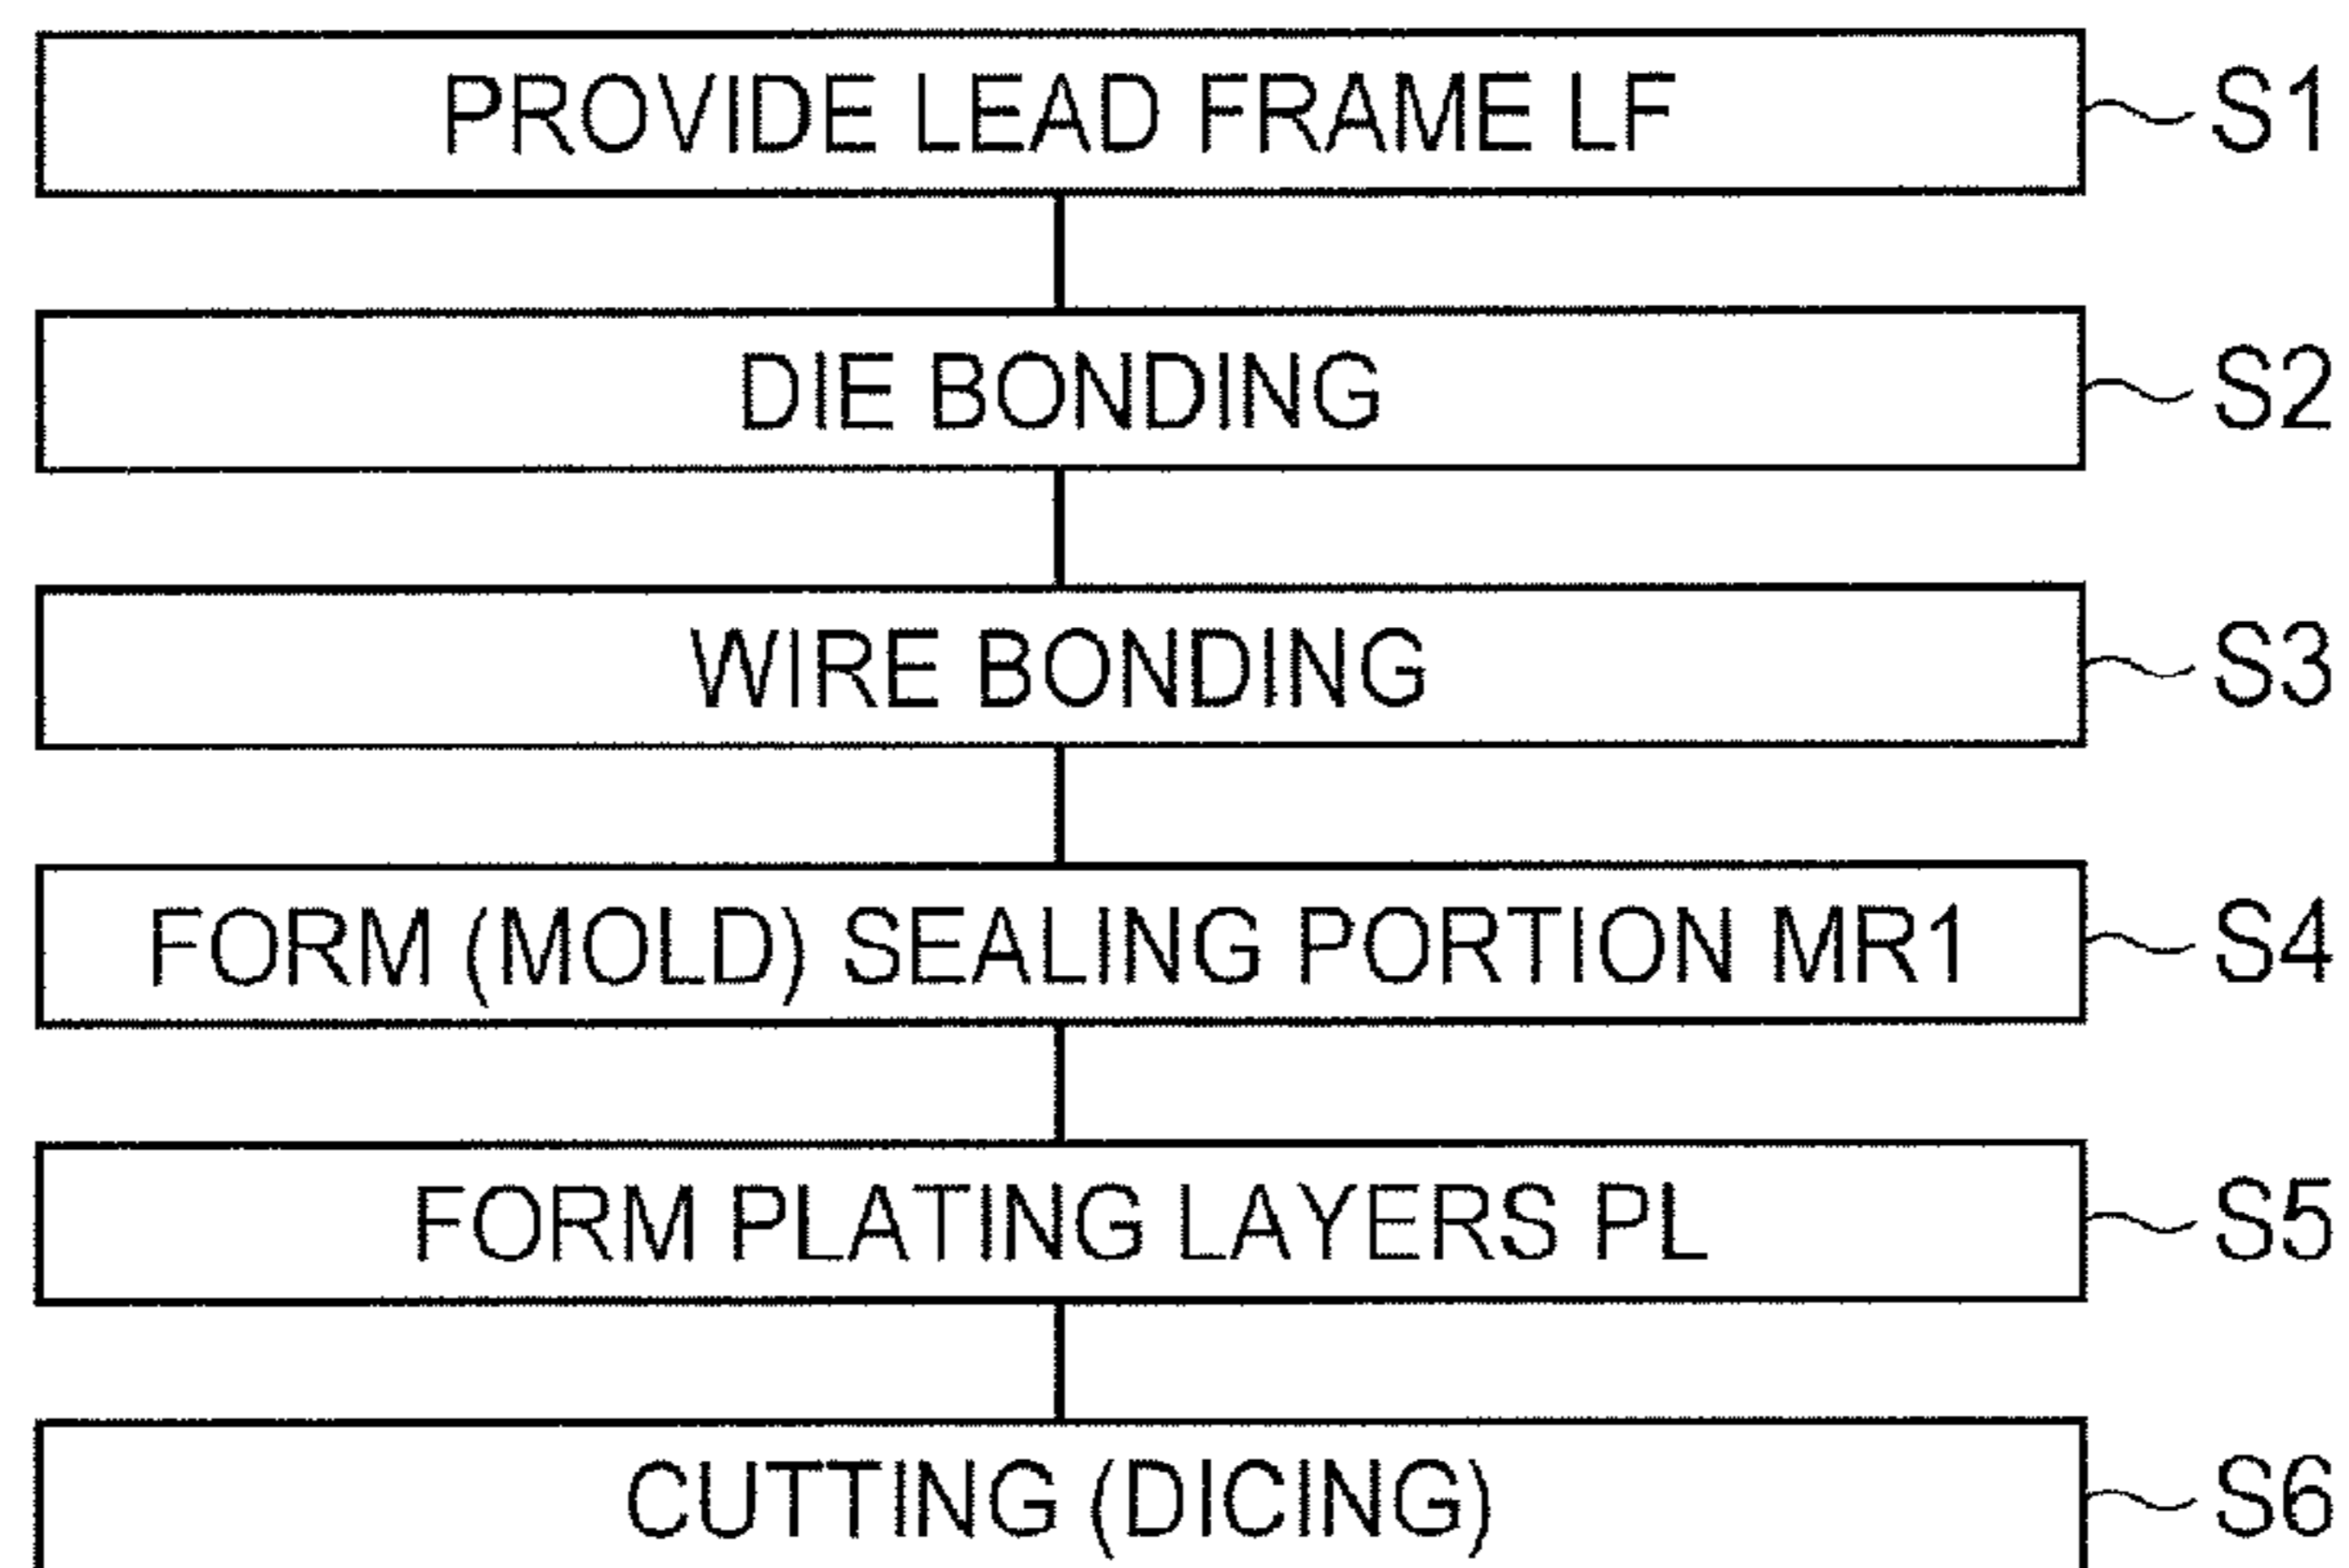 PROVIDE LEAD FRAME LF S1
DIE BONDING S2
WIRE BONDING S3
FORM (MOLD) SEALING PORTION MR1 S4
FORM PLATING LAYERS PL S5
CUTTING (DICING) S6